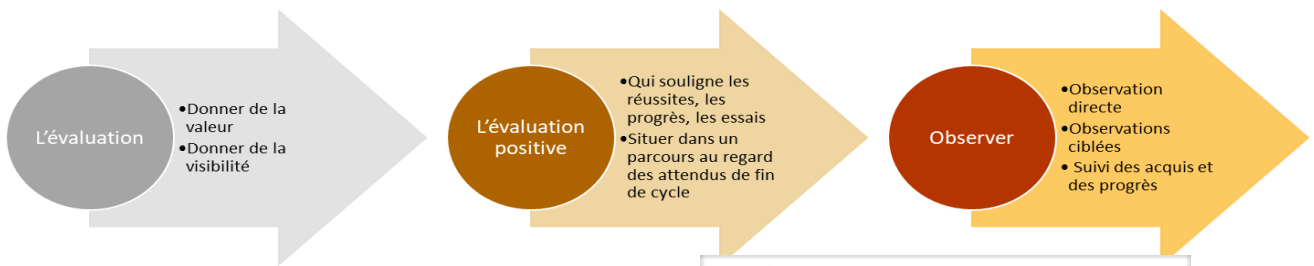 L’évaluation
•Donner de la
valeur
•Donner de la
visibilité
L’évaluation
positive
•Qui souligne les
réussites, les
progrès, les essais
•Situer dans un
parcours au regard
des attendus de fin
de cycle
Observer
•Observation
directe
•Observations
ciblées
• Suivi des acquis et
des progrès